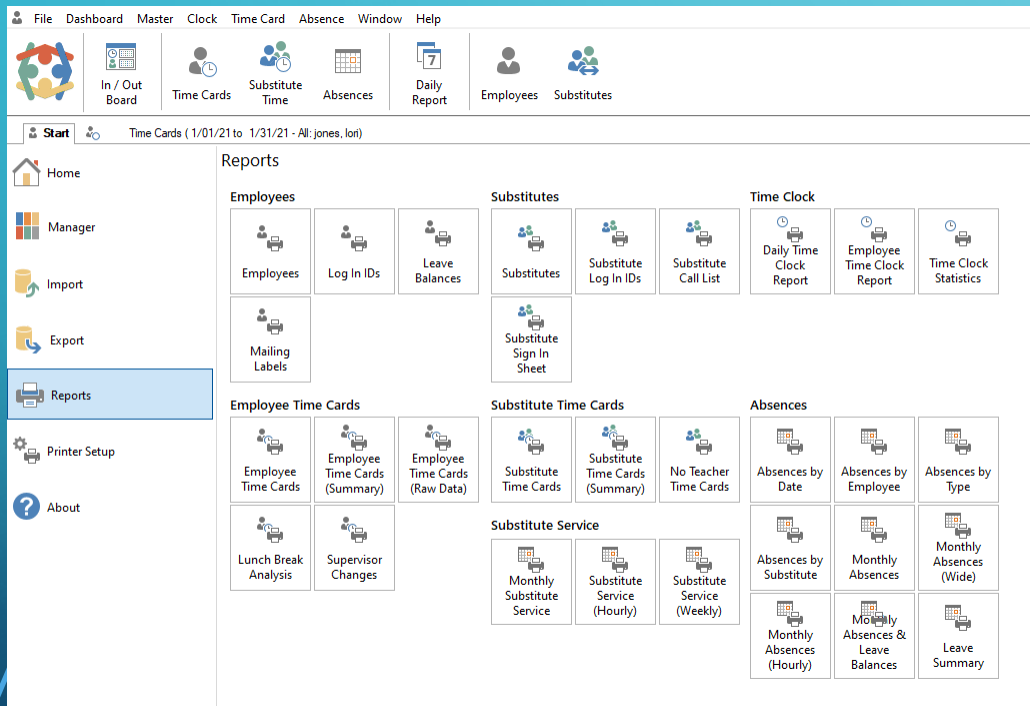 File Dashboard Master Clock Time Card Absence Window Help
In / Out
Board
Time Cards
Substitute
Time
Absences
7
Daily
Report
Employees
Substitutes
Start
Time Cards ( 1/01/21 to 1/31/21 - All: jones, lori)
Home
Manager
Import
Export
Reports
Printer Setup
?
About
Reports
Employees
Employees
Log In IDs
Leave
Balances
Mailing
Labels
Substitutes
Substitutes
Substitute
Log In IDs
Substitute
Call List
Substitute
Sign In
Sheet
Time Clock
Daily Time
Clock
Report
Employee
Time Clock
Report
Time Clock
Statistics
Employee Time Cards
Employee
Time Cards
Employee
Time Cards
(Summary)
Employee
Time Cards
(Raw Data)
Lunch Break
Analysis
Supervisor
Changes
Substitute Time Cards
Substitute
Time Cards
Substitute
Time Cards
(Summary)
No Teacher
Time Cards
Substitute Service
Monthly
Substitute
Service
Substitute
Service
(Hourly)
Substitute
Service
(Weekly)
Absences
Absences by
Date
Absences by
Employee
Absences by
Type
Absences by
Substitute
Monthly
Absences
Monthly
Absences
(Wide)
Monthly
Absences
(Hourly)
Monthly
Absences &
Leave
Balances
Leave
Summary